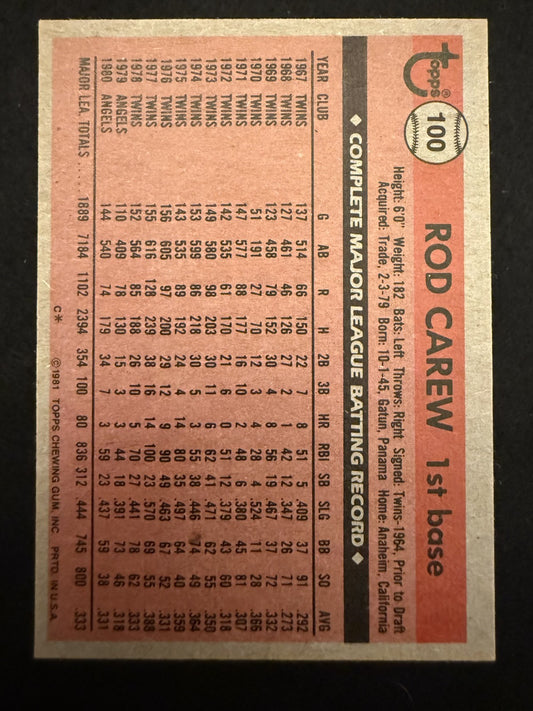 Topps®
100
ROD CAREW 1st base
Height: 6'0" Weight: 182 Bats: Left Throws: Right Signed: Twins-1964, Prior to Draft
Acquired: Trade, 2-3-79 Born: 10-1-45, Gatun, Panama Home: Anaheim, California
◆ COMPLETE MAJOR LEAGUE BATTING RECORD ◆
YEAR CLUB G AB R H 2B 3B HR RBI SB SLG BB SO AVG
1967 TWINS 137 514 66 150 22 7 8 51 5 .409 37 91 .292
1968 TWINS 127 461 46 126 27 2 1 42 12 .347 26 71 .273
1969 TWINS 123 458 79 152 30 4 8 56 19 .467 37 72 .332
1970 TWINS 51 191 27 70 12 3 4 28 4 .524 11 28 .366
1971 TWINS 147 577 88 177 16 10 2 48 6 .380 45 81 .307
1972 TWINS 142 535 61 170 21 6 0 51 12 .379 43 60 .318
1973 TWINS 149 580 98 203 30 11 6 62 41 .471 62 55 .350
1974 TWINS 153 599 86 218 30 5 3 55 38 .446 74 49 .364
1975 TWINS 143 535 89 192 24 4 14 80 35 .497 64 40 .359
1976 TWINS 156 605 97 200 29 12 9 90 49 .463 67 52 .331
1977 TWINS 155 616 128 239 38 16 14 100 23 .570 69 55 .388
1978 TWINS 152 564 85 188 26 10 5 70 27 .441 78 62 .333
1979 ANGELS 110 409 78 130 15 3 3 44 18 .391 73 46 .318
1980 ANGELS 144 540 74 179 34 7 3 59 23 .437 59 38 .331
MAJOR LEA. TOTALS .... 1889 7184 1102 2394 354 100 80 836 312 .444 745 800 .333
C* ©1981 TOPPS CHEWING GUM, INC. PRTD. IN U.S.A.